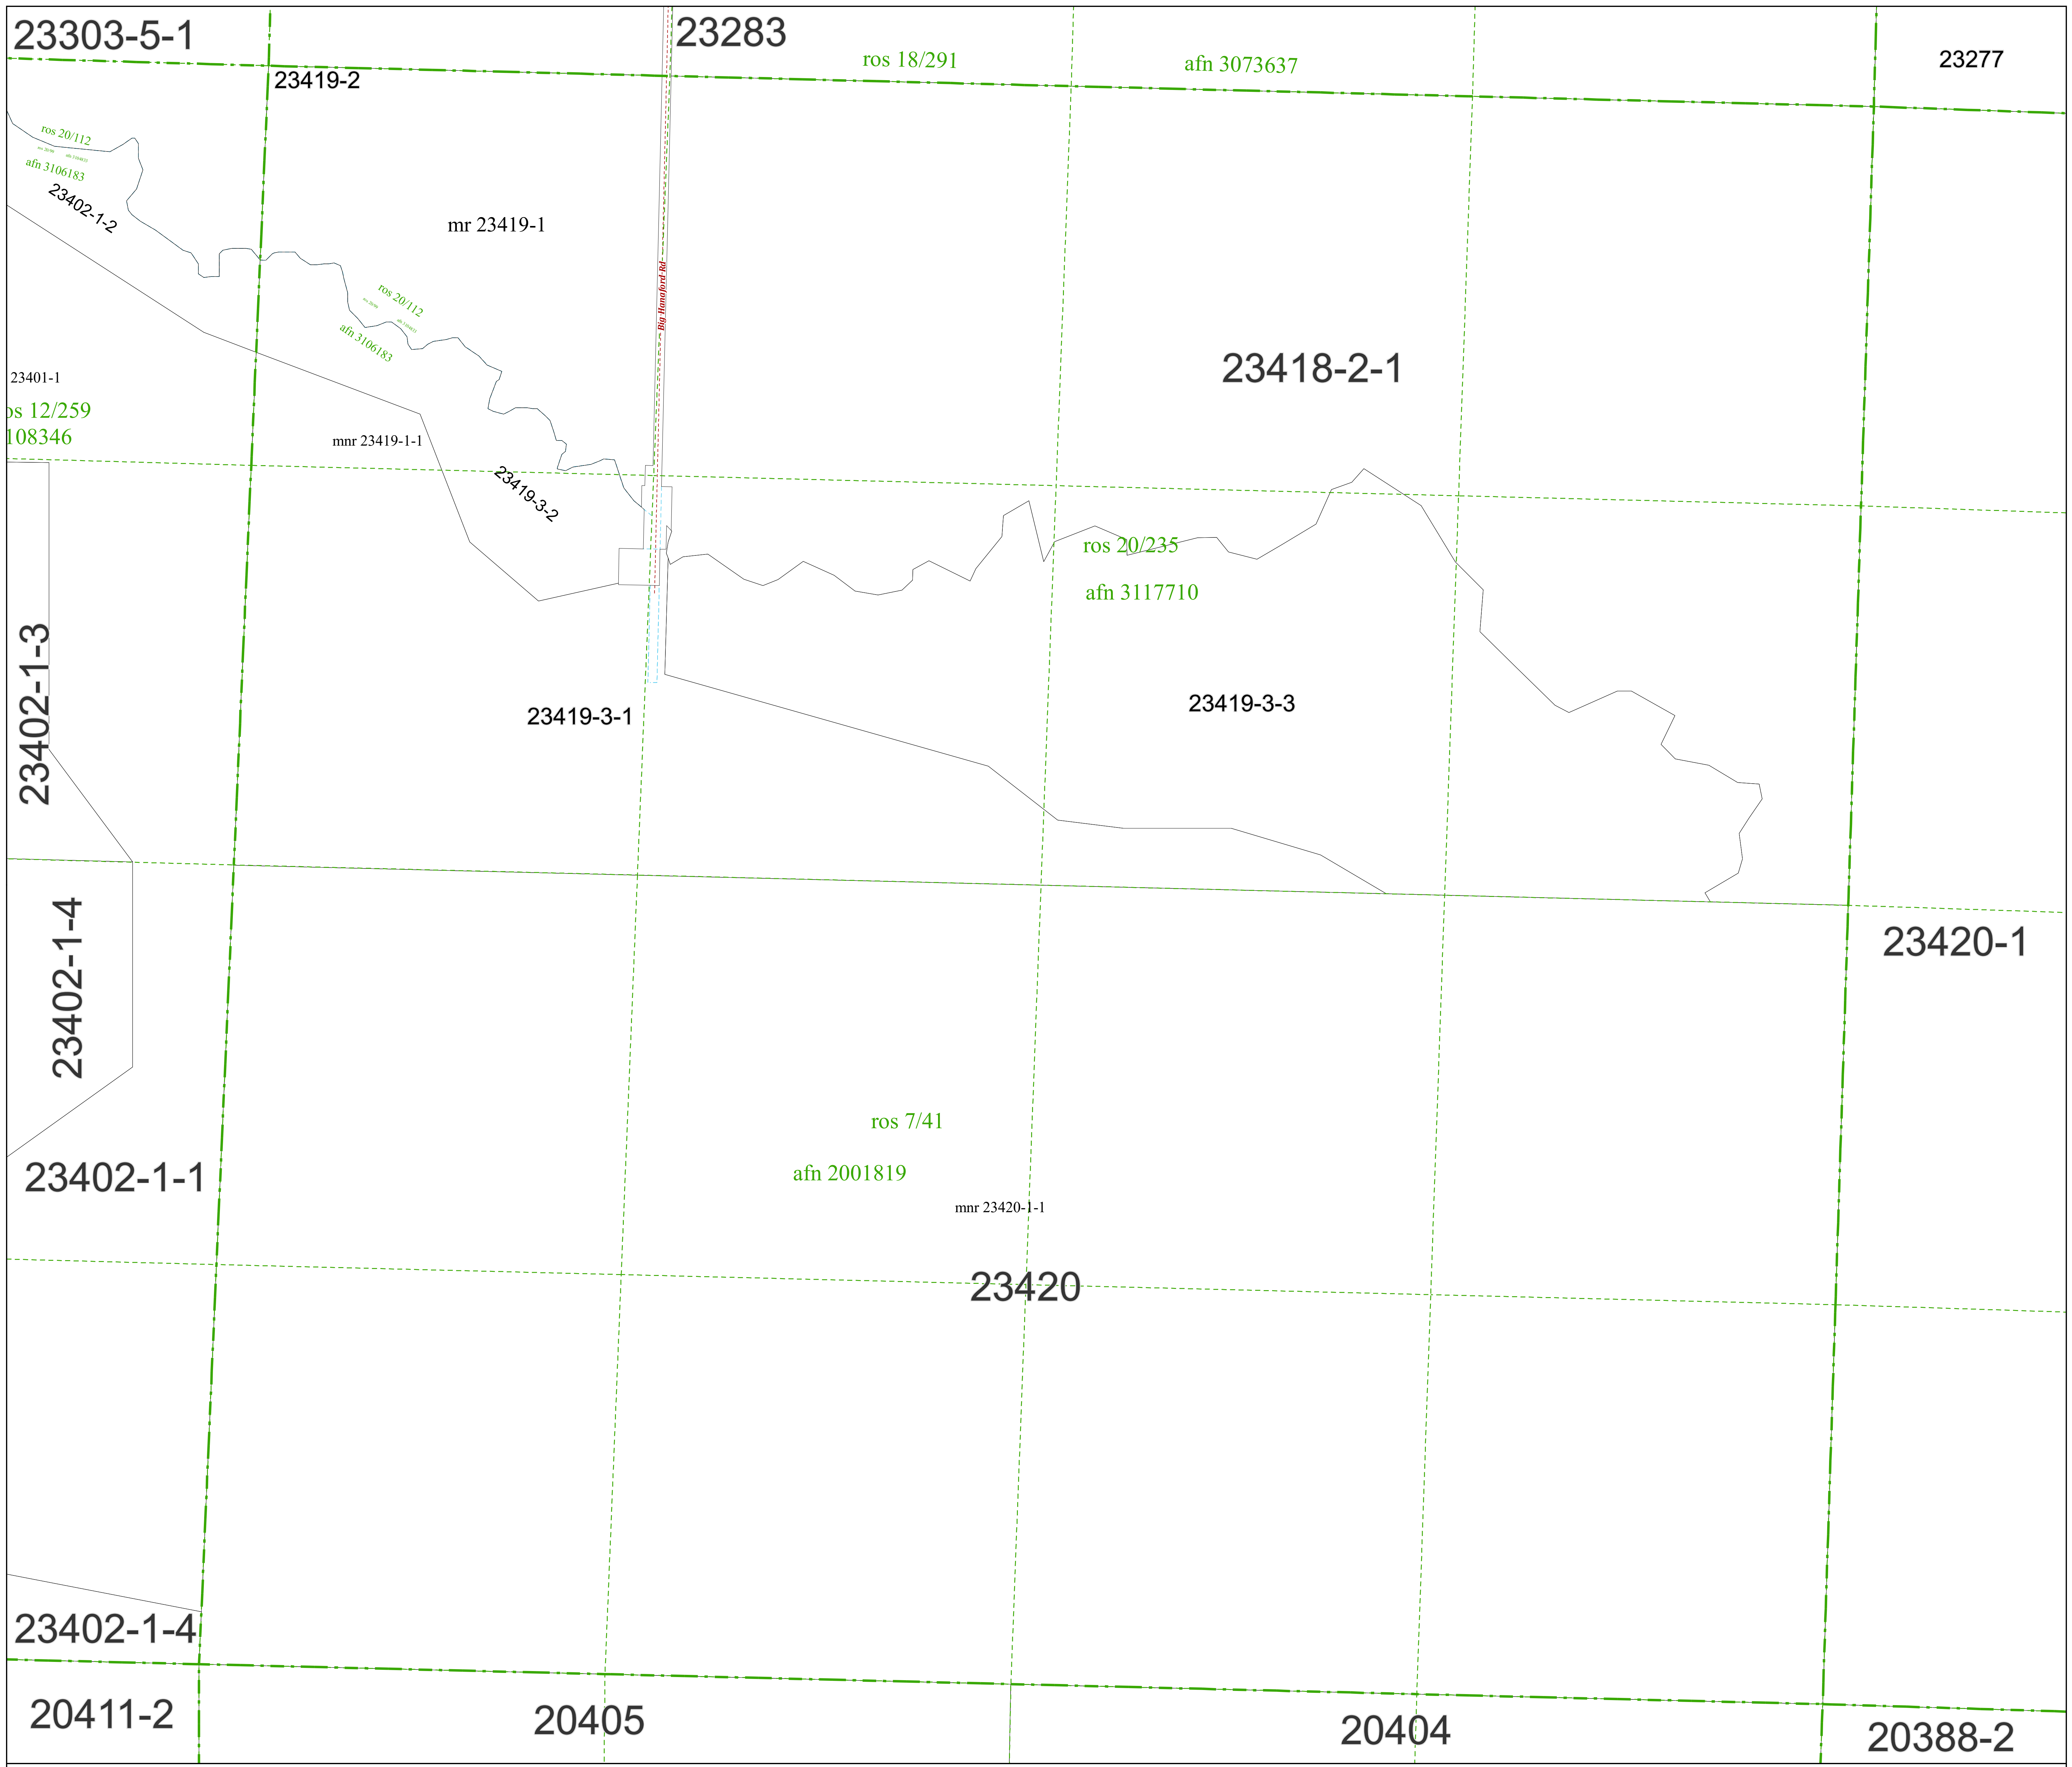 23303-5-1
23283
ros 18/291
afn 3073637
23277
23419-2
ros 20/112
afn 3106183
23402-1-2
mr 23419-1
ros 20/112
afn 3106183
Big Hanaford Rd
23418-2-1
23401-1
os 12/259
108346
mnr 23419-1-1
23419-3-2
ros 20/235
afn 3117710
23402-1-3
23419-3-1
23419-3-3
23402-1-4
23420-1
ros 7/41
afn 2001819
23402-1-1
mnr 23420-1-1
23420
23402-1-4
20411-2
20405
20404
20388-2